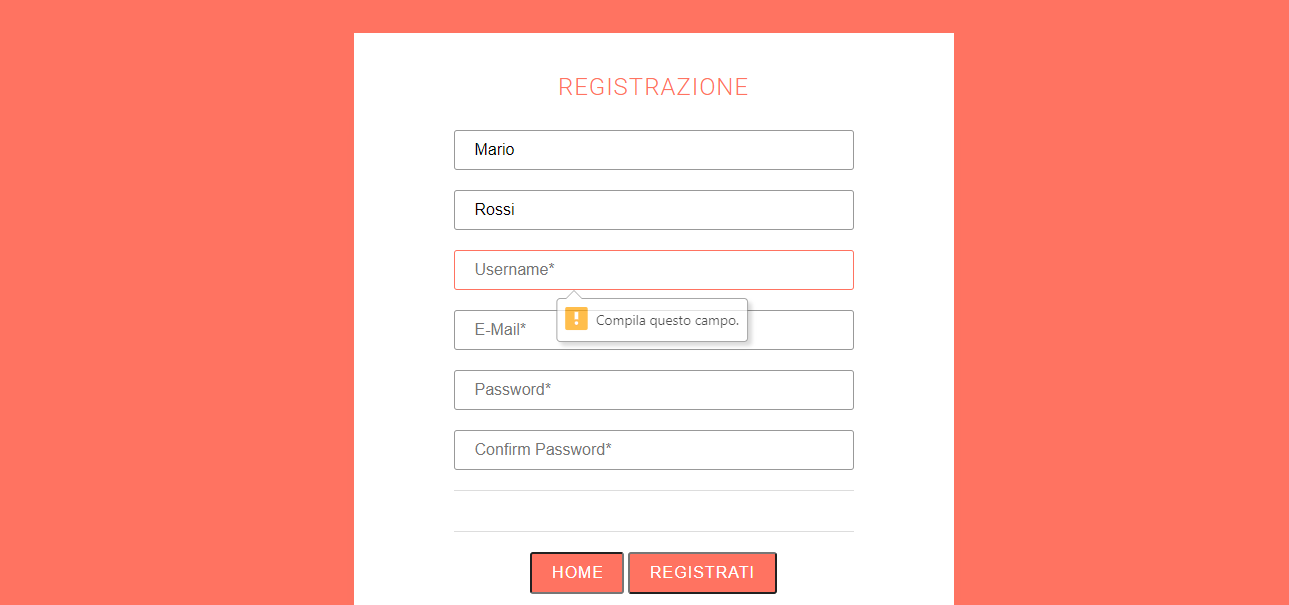 REGISTRAZIONE
Mario
Rossi
Username*
Compila questo campo.
E-Mail*
Password*
Confirm Password*
HOME REGISTRATI